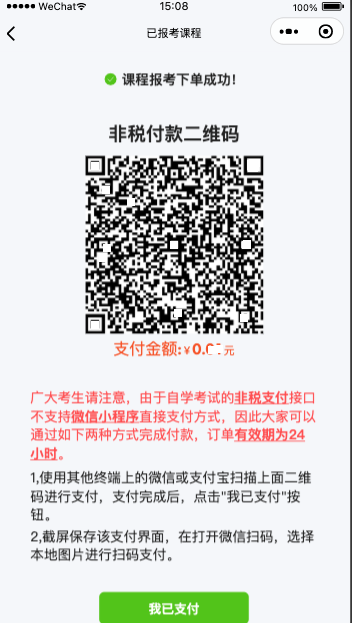 WeChat
15:08
100%
已报考课程
课程报考下单成功！
非税付款二维码
支付金额:￥0.0 元
广大考生请注意，由于自学考试的非税支付接口
不支持微信小程序直接支付方式，因此大家可以
通过如下两种方式完成付款，订单有效期为24
小时。
1,使用其他终端上的微信或支付宝扫描上面二维
码进行支付，支付完成后，点击"我已支付"按
钮。
2,截屏保存该支付界面，在打开微信扫码，选择
本地图片进行扫码支付。
我已支付